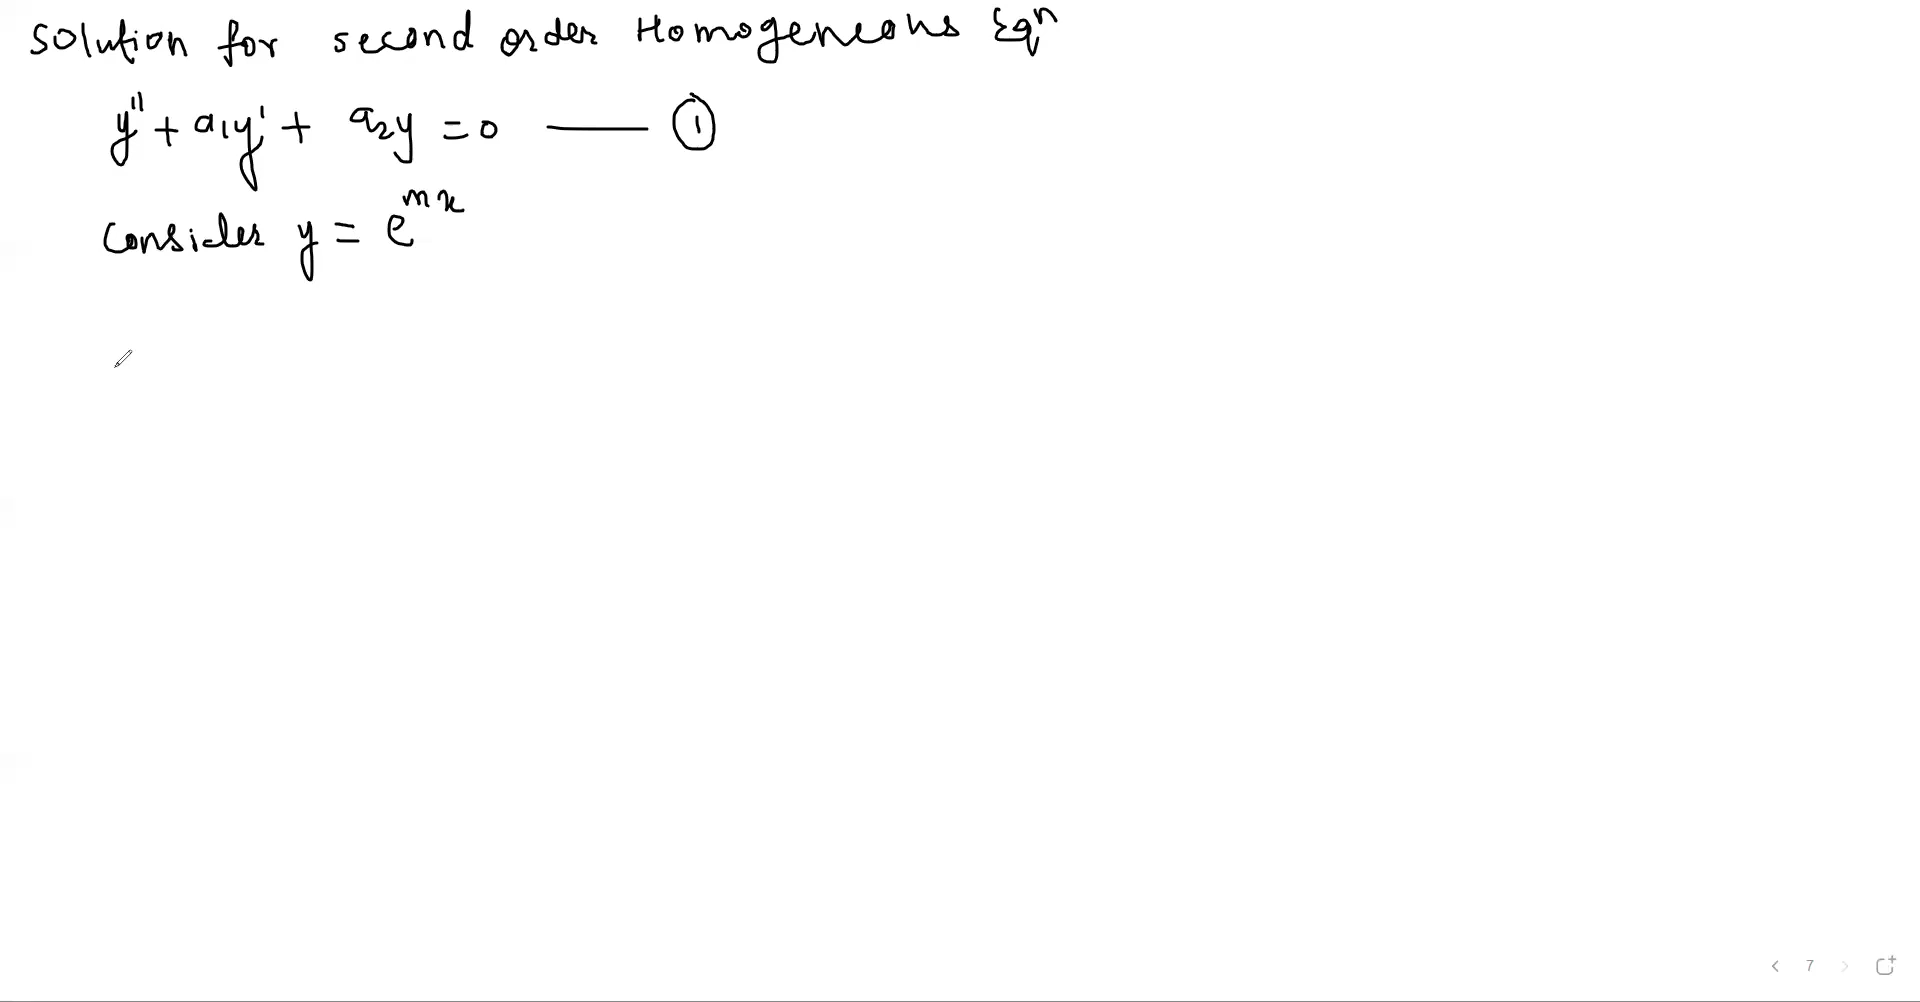 Solution for second order Homogeneous Eqⁿ
y'' + a₁y' + a₂y = 0 —— ①
Consider y = e^{mx}
7